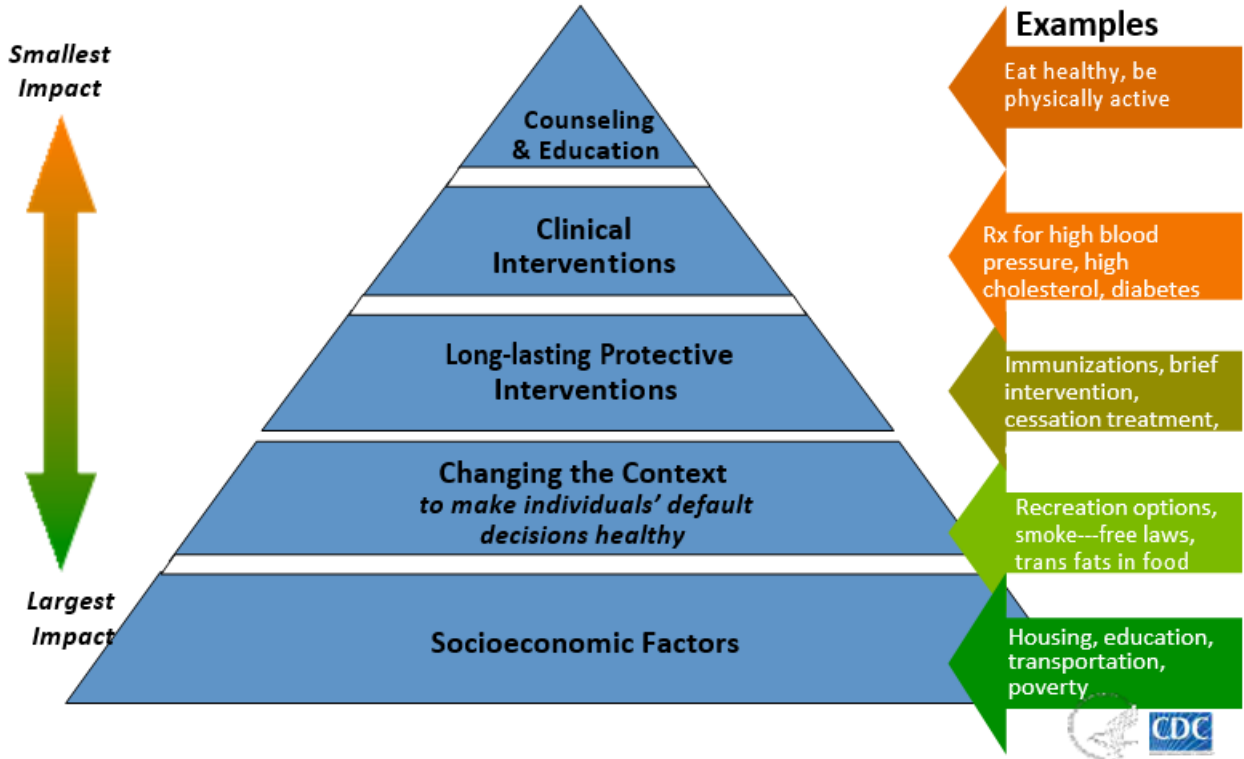 Smallest
Impact
Largest
Impact
Counseling
& Education
Clinical
Interventions
Long-lasting Protective
Interventions
Changing the Context
to make individuals’ default
decisions healthy
Socioeconomic Factors
Examples
Eat healthy, be
physically active
Rx for high blood
pressure, high
cholesterol, diabetes
Immunizations, brief
intervention,
cessation treatment,
Recreation options,
smoke---free laws,
trans fats in food
Housing, education,
transportation,
poverty
CDC